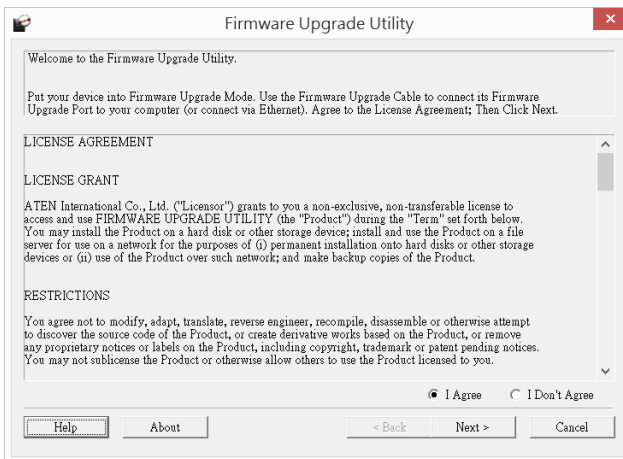 Firmware Upgrade Utility
Welcome to the Firmware Upgrade Utility.
Put your device into Firmware Upgrade Mode. Use the Firmware Upgrade Cable to connect its Firmware
Upgrade Port to your computer (or connect via Ethernet). Agree to the License Agreement; Then Click Next.
LICENSE AGREEMENT
LICENSE GRANT
ATEN International Co., Ltd. ("Licensor") grants to you a non-exclusive, non-transferable license to
access and use FIRMWARE UPGRADE UTILITY (the "Product") during the "Term" set forth below.
You may install the Product on a hard disk or other storage device; install and use the Product on a file
server for use on a network for the purposes of (i) permanent installation onto hard disks or other storage
devices or (ii) use of the Product over such network; and make backup copies of the Product.
RESTRICTIONS
You agree not to modify, adapt, translate, reverse engineer, recompile, disassemble or otherwise attempt
to discover the source code of the Product, or create derivative works based on the Product, or remove
any proprietary notices or labels on the Product, including copyright, trademark or patent pending notices.
You may not sublicense the Product or otherwise allow others to use the Product licensed to you.
I Agree I Don't Agree
Help About < Back Next > Cancel